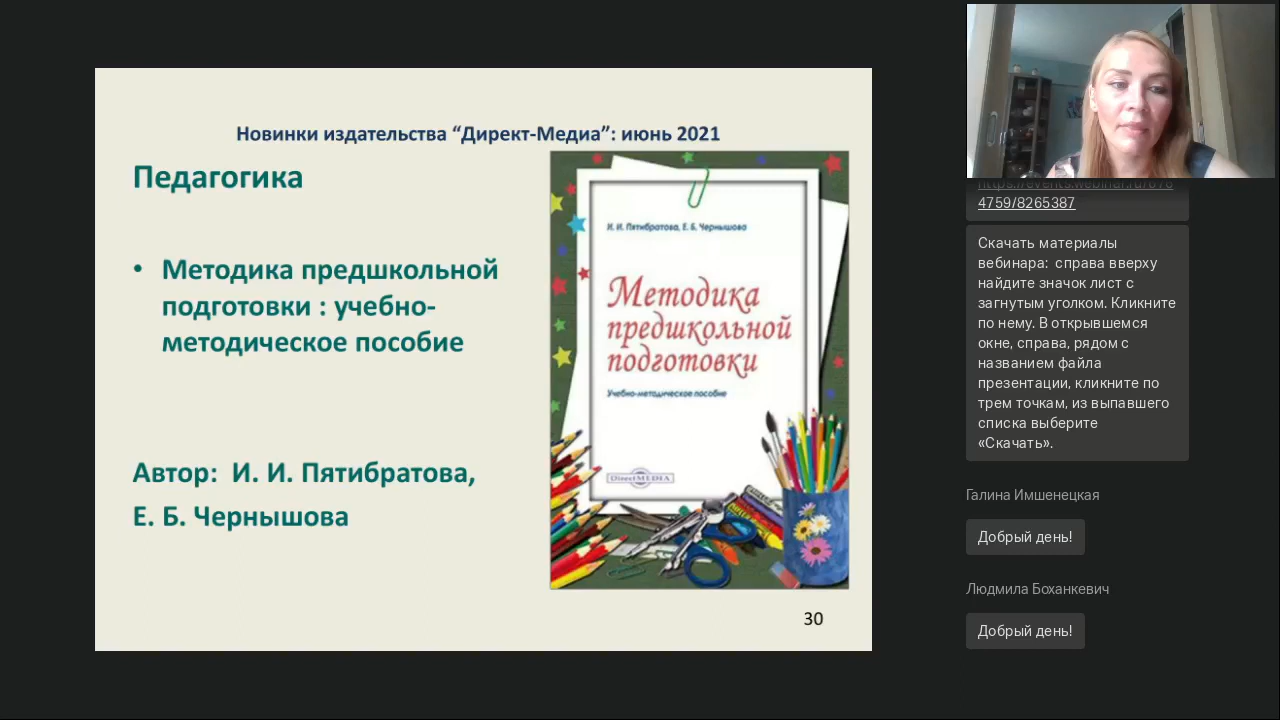 Новинки издательства “Директ-Медиа”: июнь 2021
Педагогика
• Методика предшкольной
подготовки : учебно-
методическое пособие
Автор: И. И. Пятибратова,
Е. Б. Чернышова
И. И. Пятибратова, Е. Б. Чернышова
Методика
предшкольной
подготовки
Учебно-методическое пособие
DirectMEDIA
30
4759/8265387
Скачать материалы
вебинара: справа вверху
найдите значок лист с
загнутым уголком. Кликните
по нему. В открывшемся
окне, справа, рядом с
названием файла
презентации, кликните по
трем точкам, из выпавшего
списка выберите
«Скачать».
Галина Имшенецкая
Добрый день!
Людмила Боханкевич
Добрый день!